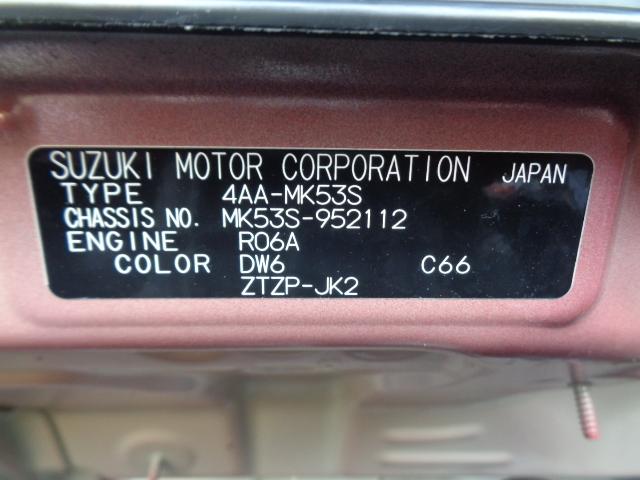 SUZUKI MOTOR CORPORATION JAPAN
TYPE 4AA-MK53S
CHASSIS NO. MK53S-952112
ENGINE R06A
COLOR DW6 C66
ZTZP-JK2